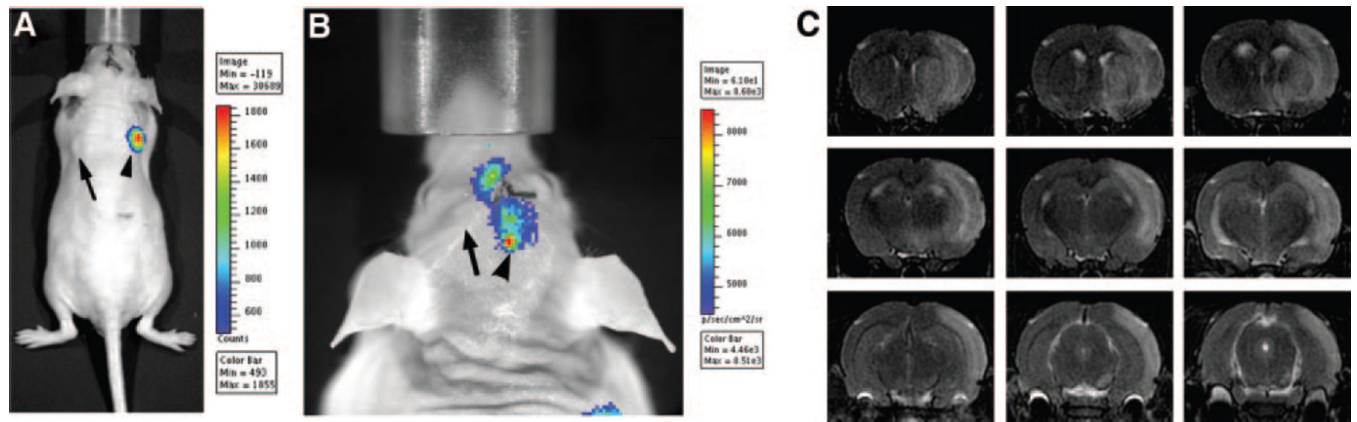 A
Image
Min = -119
Max = 30689
1800
1600
1400
1200
1000
800
600
Counts
Color Bar
Min = 493
Max = 1855
B
Image
Min = 6.10e1
Max = 8.60e3
8000
7000
6000
5000
p/sec/cm^2/sr
Color Bar
Min = 4.46e3
Max = 8.51e3
C